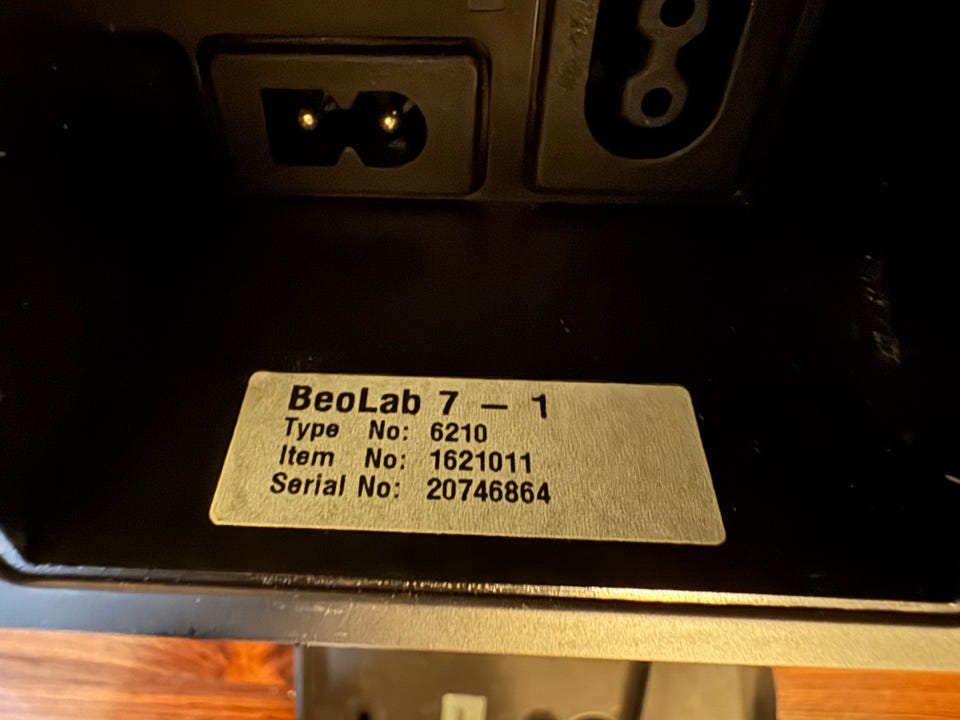 BeoLab 7 – 1
Type No: 6210
Item No: 1621011
Serial No: 20746864